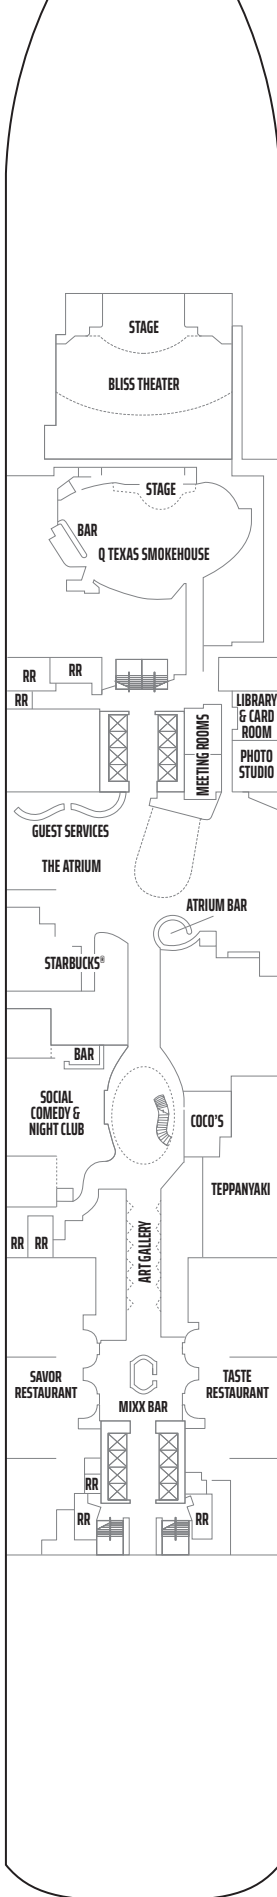 STAGE
BLISS THEATER
STAGE
BAR
Q TEXAS SMOKEHOUSE
RR
RR
RR
LIBRARY
& CARD
ROOM
MEETING ROOMS
PHOTO
STUDIO
GUEST SERVICES
THE ATRIUM
ATRIUM BAR
STARBUCKS®
BAR
SOCIAL
COMEDY &
NIGHT CLUB
COCO'S
TEPPANYAKI
RR
RR
ART GALLERY
SAVOR
RESTAURANT
TASTE
RESTAURANT
MIXX BAR
RR
RR
RR